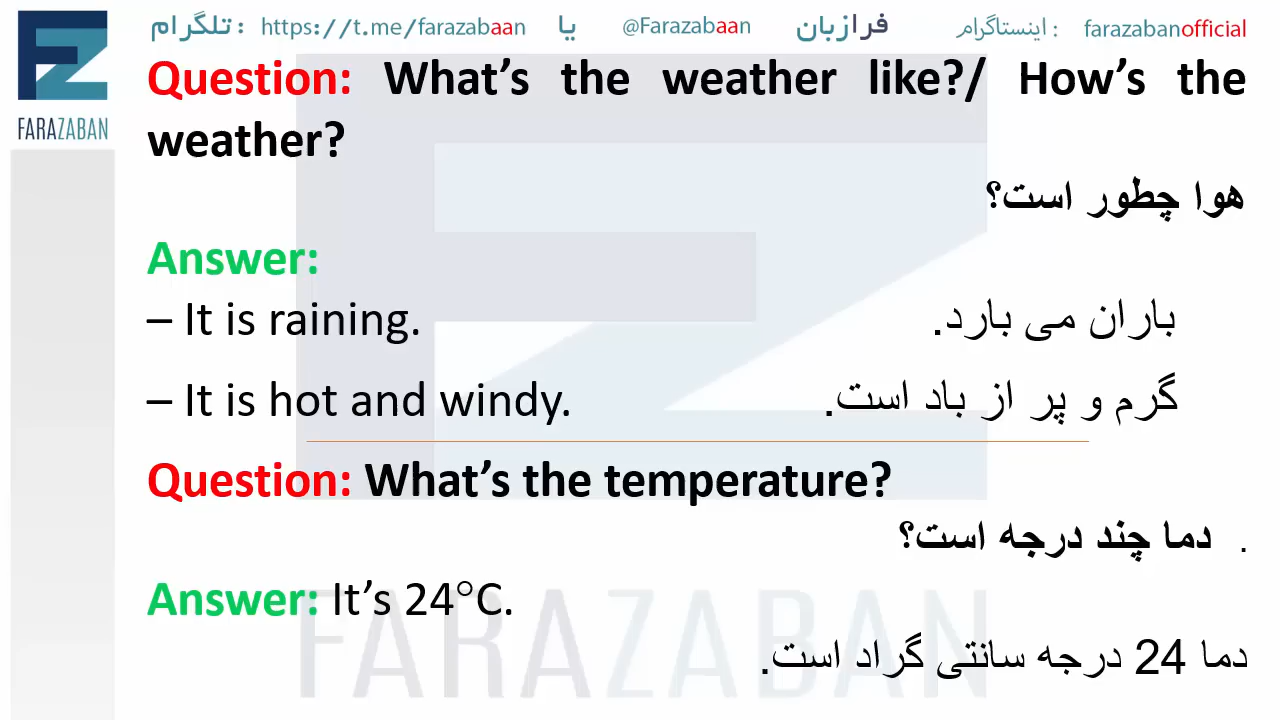 تلگرام : https://t.me/farazabaan یا @Farazabaan فرازبان اینستاگرام : farazabanofficial
FARAZABAN
Question: What’s the weather like?/ How’s the
weather?
هوا چطور است؟
Answer:
– It is raining. باران می بارد.
– It is hot and windy. گرم و پر از باد است.
Question: What’s the temperature?
. دما چند درجه است؟
Answer: It’s 24°C.
دما 24 درجه سانتی گراد است.
FARAZABAN